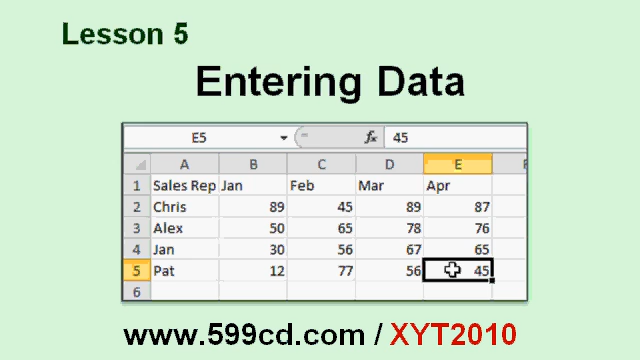 Lesson 5
Entering Data
E5 = fx 45
A B C D E
1 Sales Rep Jan Feb Mar Apr
2 Chris 89 45 89 87
3 Alex 50 65 78 76
4 Jan 30 56 67 65
5 Pat 12 77 56 45
6
www.599cd.com / XYT2010